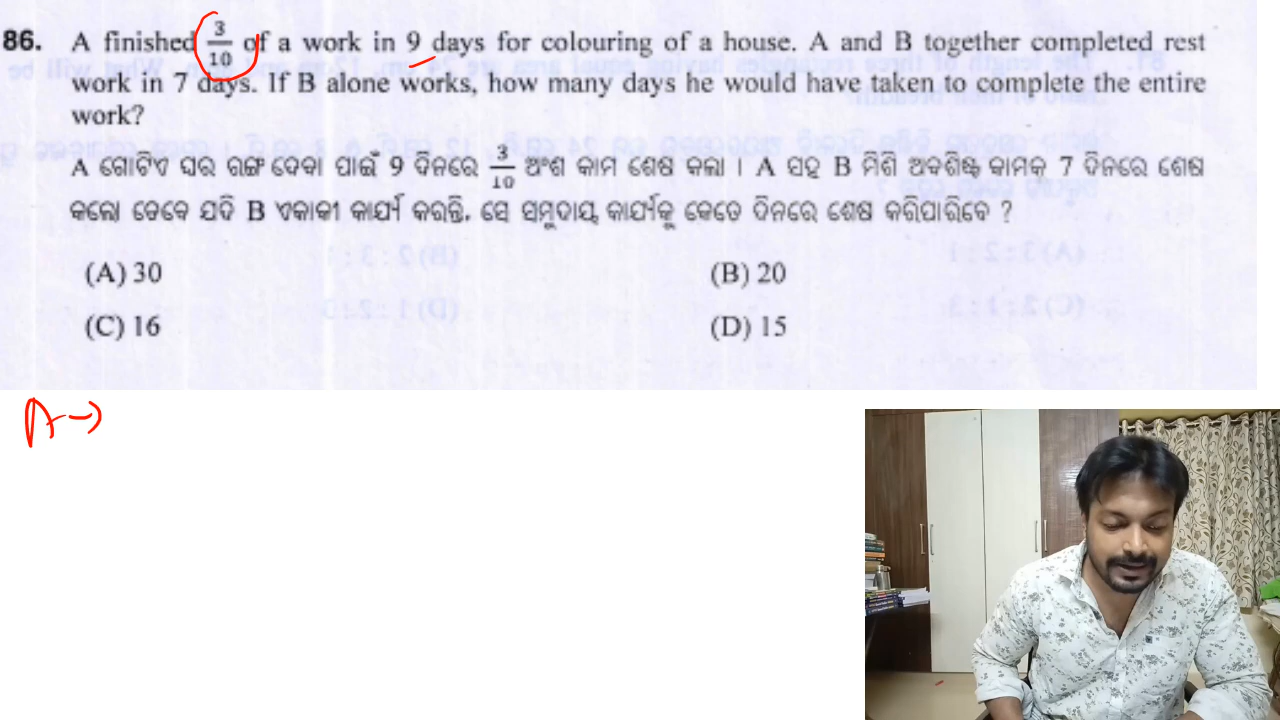 86. A finished 3/10 of a work in 9 days for colouring of a house. A and B together completed rest
work in 7 days. If B alone works, how many days he would have taken to complete the entire
work?
A ଗୋଟିଏ ଘର ରଙ୍ଗ ଦେବା ପାଇଁ 9 ଦିନରେ 3/10 ଅଂଶ କାମ ଶେଷ କଲା । A ସହ B ମିଶି ଅବଶିଷ୍ଟ କାମକୁ 7 ଦିନରେ ଶେଷ
କଲେ। ତେବେ ଯଦି B ଏକାକୀ କାର୍ଯ୍ୟ କରନ୍ତି, ସେ ସମୁଦାୟ କାର୍ଯ୍ୟକୁ କେତେ ଦିନରେ ଶେଷ କରିପାରିବେ ?
(A) 30 (B) 20
(C) 16 (D) 15
A →